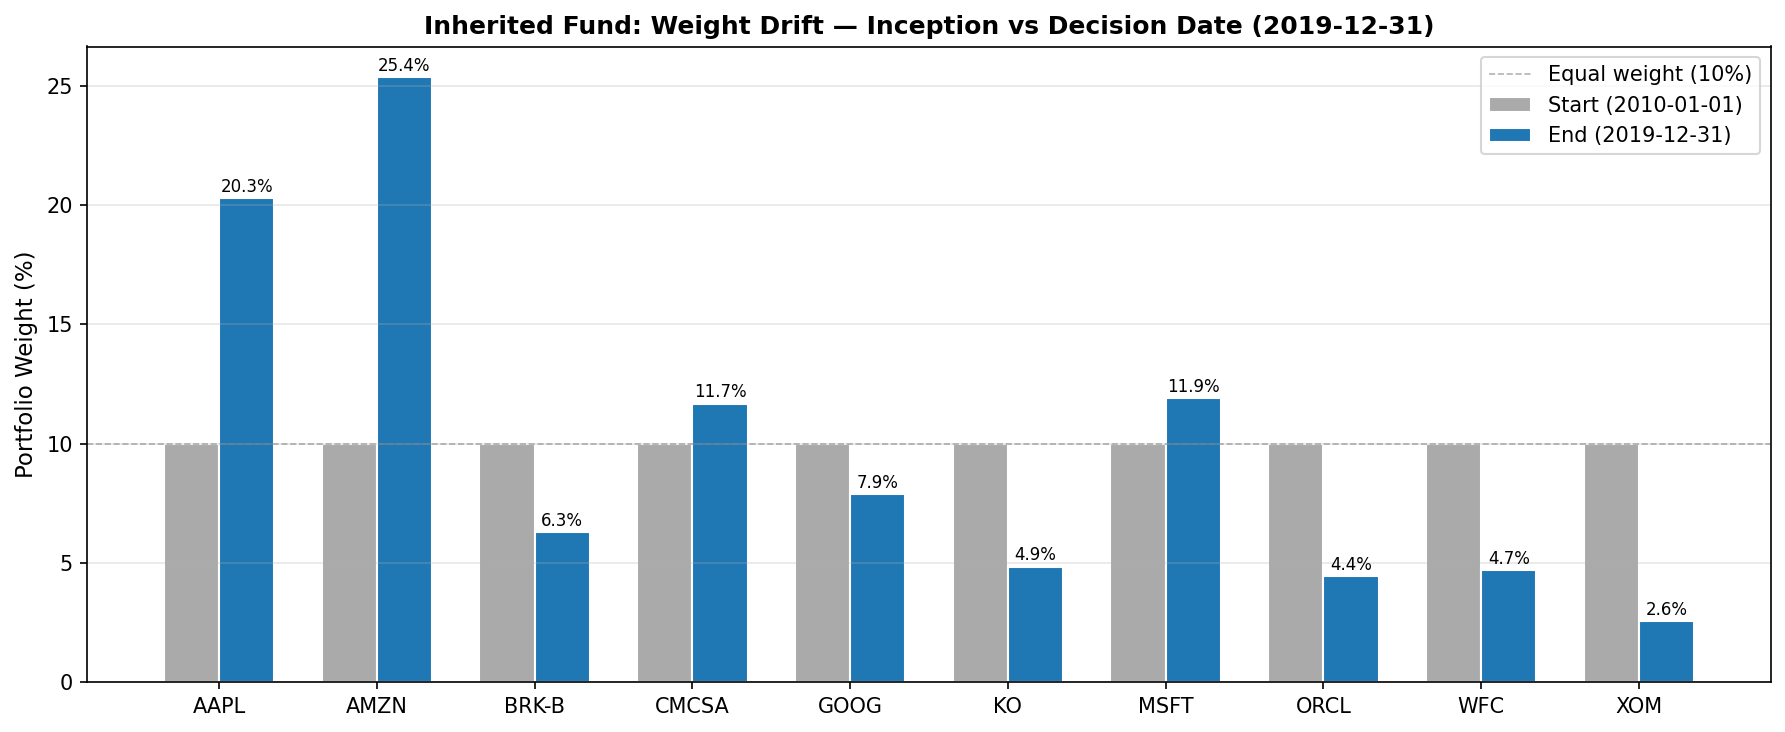 Inherited Fund: Weight Drift — Inception vs Decision Date (2019-12-31)
Equal weight (10%)
Start (2010-01-01)
End (2019-12-31)
Portfolio Weight (%)
25
20
15
10
5
0
20.3%
25.4%
6.3%
11.7%
7.9%
4.9%
11.9%
4.4%
4.7%
2.6%
AAPL
AMZN
BRK-B
CMCSA
GOOG
KO
MSFT
ORCL
WFC
XOM